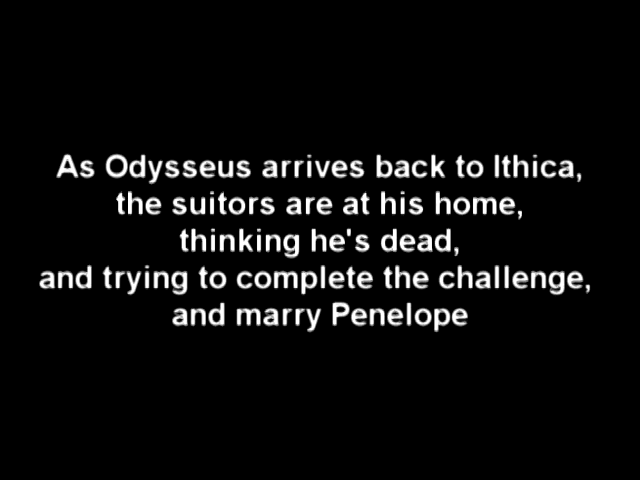 As Odysseus arrives back to Ithica,
the suitors are at his home,
thinking he's dead,
and trying to complete the challenge,
and marry Penelope